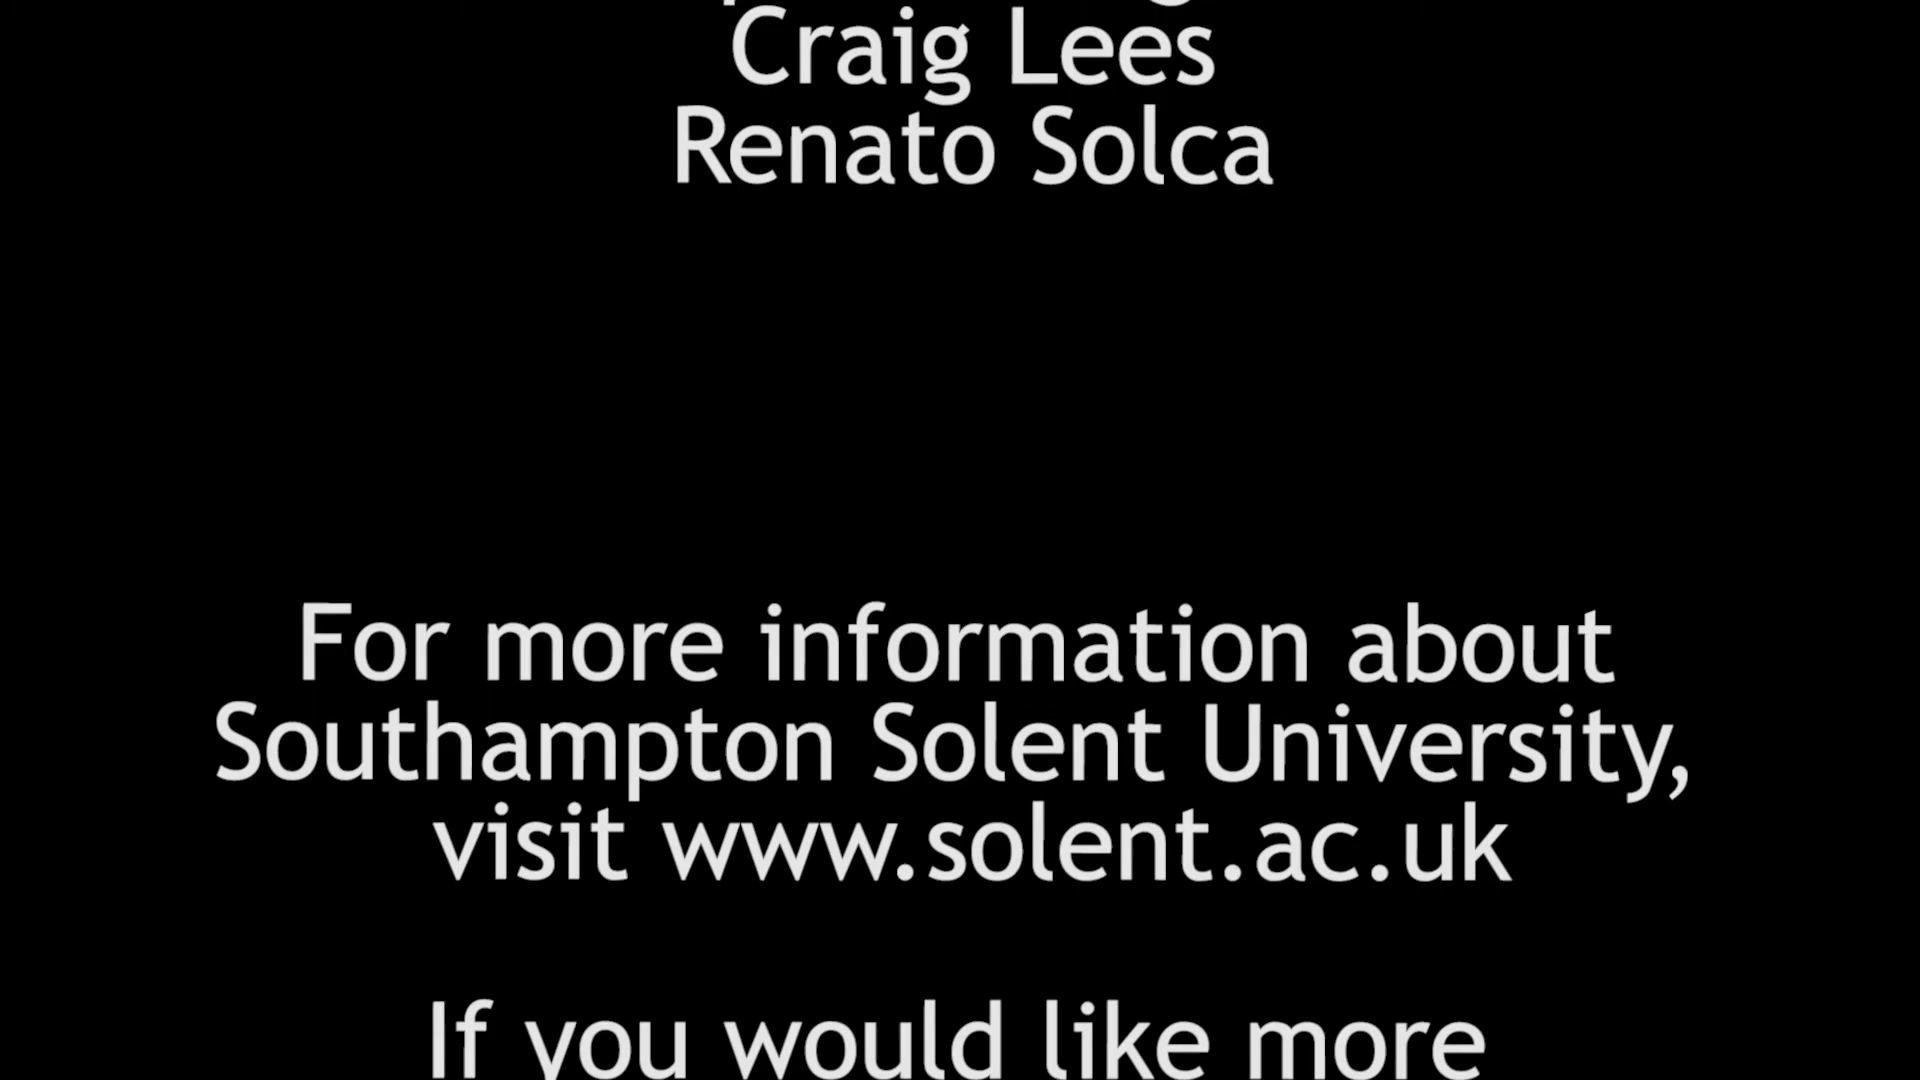 Craig Lees
Renato Solca
For more information about
Southampton Solent University,
visit www.solent.ac.uk
If you would like more